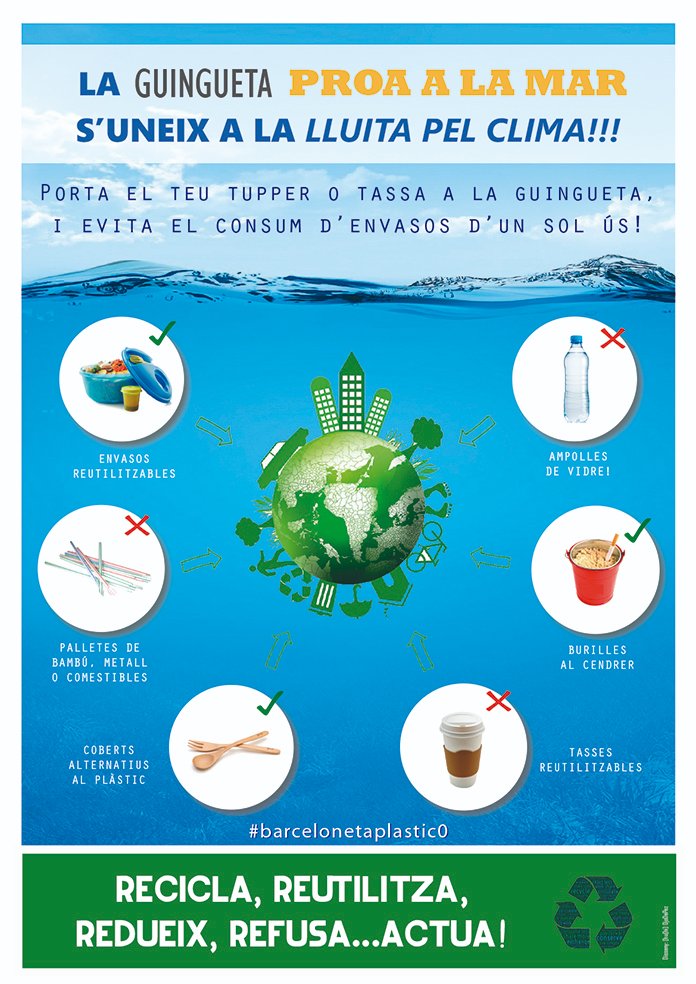 LA GUINGUETA PROA A LA MAR
S'UNEIX A LA LLUITA PEL CLIMA!!!
PORTA EL TEU TUPPER O TASSA A LA GUINGUETA,
I EVITA EL CONSUM D'ENVASOS D'UN SOL ÚS!
ENVASOS
REUTILITZABLES
AMPOLLES
DE VIDRE!
PALLETES DE
BAMBÚ, METALL
O COMESTIBLES
BURILLES
AL CENDRER
COBERTS
ALTERNATIUS
AL PLÀSTIC
TASSES
REUTILITZABLES
#barcelonetaplastic0
RECICLA, REUTILITZA,
REDUEIX, REFUSA...ACTUA!